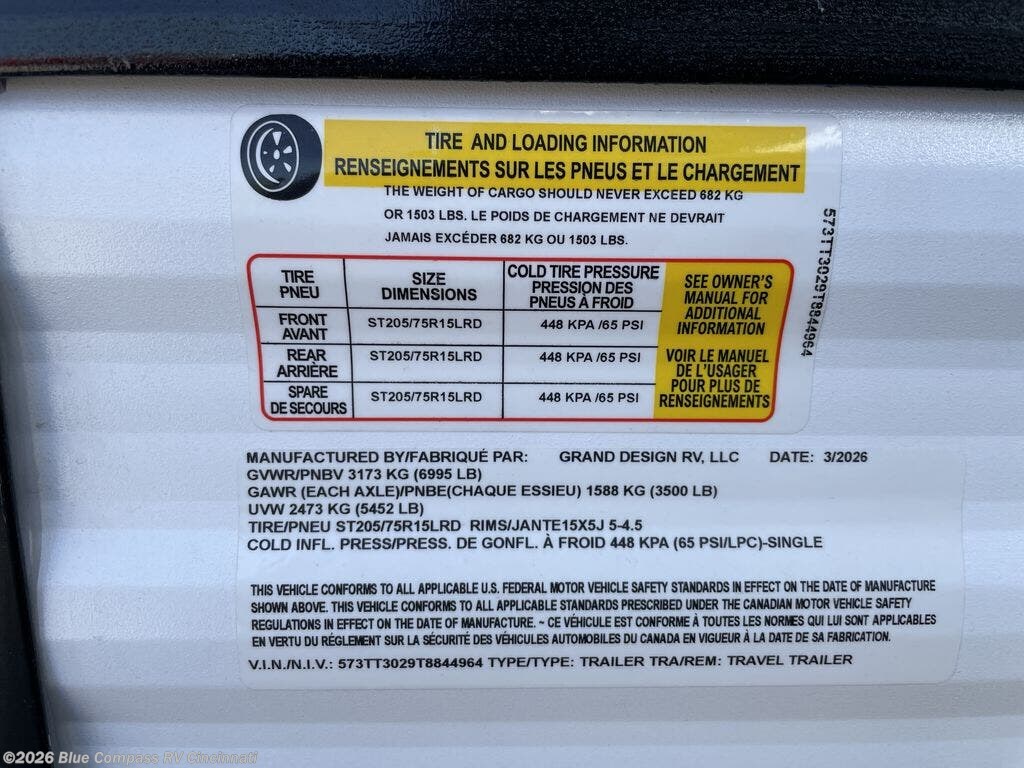 TIRE AND LOADING INFORMATION
RENSEIGNEMENTS SUR LES PNEUS ET LE CHARGEMENT
THE WEIGHT OF CARGO SHOULD NEVER EXCEED 682 KG
OR 1503 LBS. LE POIDS DE CHARGEMENT NE DEVRAIT
JAMAIS EXCÉDER 682 KG OU 1503 LBS.
TIRE
PNEU
SIZE
DIMENSIONS
COLD TIRE PRESSURE
PRESSION DES
PNEUS À FROID
FRONT
AVANT
ST205/75R15LRD
448 KPA /65 PSI
REAR
ARRIÈRE
ST205/75R15LRD
448 KPA /65 PSI
SPARE
DE SECOURS
ST205/75R15LRD
448 KPA /65 PSI
SEE OWNER'S
MANUAL FOR
ADDITIONAL
INFORMATION
VOIR LE MANUEL
DE L'USAGER
POUR PLUS DE
RENSEIGNEMENTS
573TT3029T8844964
MANUFACTURED BY/FABRIQUÉ PAR: GRAND DESIGN RV, LLC DATE: 3/2026
GVWR/PNBV 3173 KG (6995 LB)
GAWR (EACH AXLE)/PNBE(CHAQUE ESSIEU) 1588 KG (3500 LB)
UVW 2473 KG (5452 LB)
TIRE/PNEU ST205/75R15LRD RIMS/JANTE15X5J 5-4.5
COLD INFL. PRESS/PRESS. DE GONFL. À FROID 448 KPA (65 PSI/LPC)-SINGLE
THIS VEHICLE CONFORMS TO ALL APPLICABLE U.S. FEDERAL MOTOR VEHICLE SAFETY STANDARDS IN EFFECT ON THE DATE OF MANUFACTURE
SHOWN ABOVE. THIS VEHICLE CONFORMS TO ALL APPLICABLE STANDARDS PRESCRIBED UNDER THE CANADIAN MOTOR VEHICLE SAFETY
REGULATIONS IN EFFECT ON THE DATE OF MANUFACTURE. ~ CE VÉHICULE EST CONFORME À TOUTES LES NORMES QUI LUI SONT APPLICABLES
EN VERTU DU RÉGLEMENT SUR LA SÉCURITÉ DES VÉHICULES AUTOMOBILES DU CANADA EN VIGUEUR À LA DATE DE SA FABRICATION.
V.I.N./N.I.V.: 573TT3029T8844964 TYPE/TYPE: TRAILER TRA/REM: TRAVEL TRAILER
©2026 Blue Compass RV Cincinnati